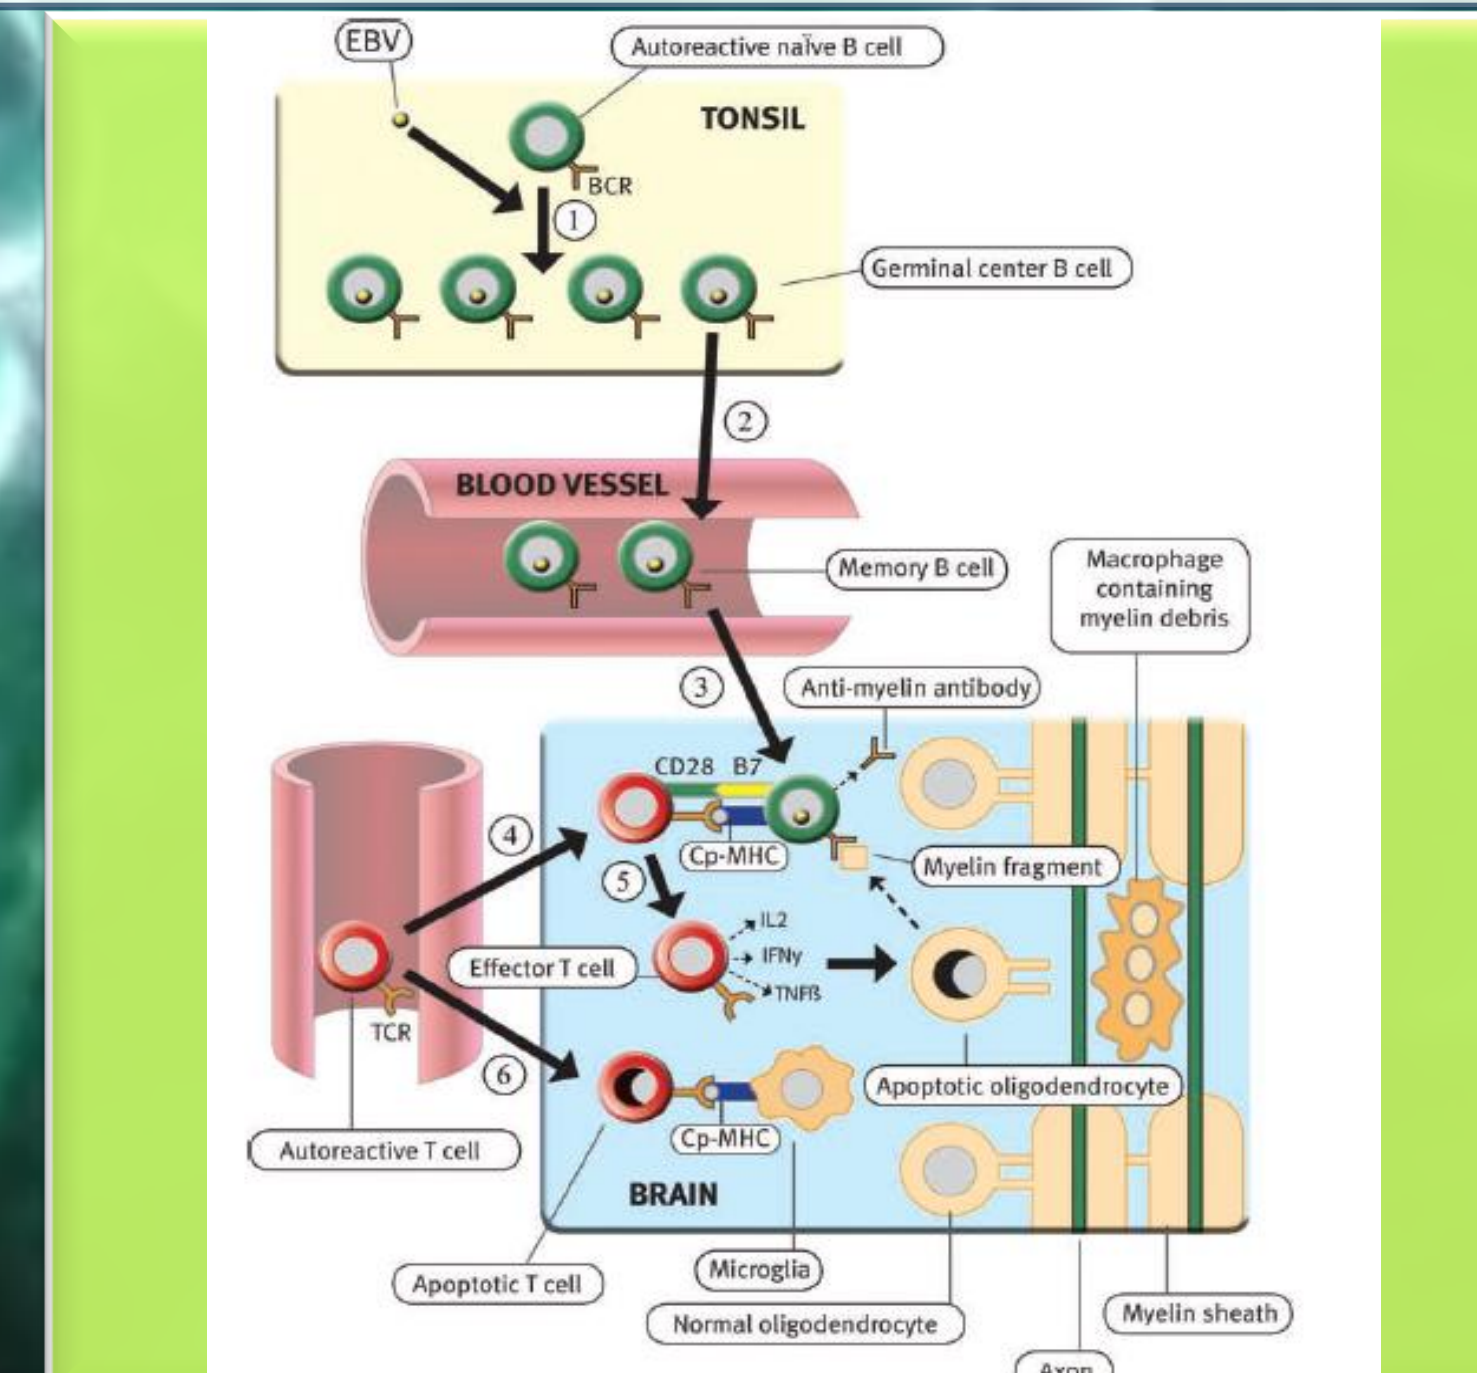 EBV
Autoreactive naïve B cell
TONSIL
BCR
1
Germinal center B cell
2
BLOOD VESSEL
Memory B cell
Macrophage
containing
myelin debris
3
Anti-myelin antibody
CD28 B7
4
Cp-MHC
Myelin fragment
5
IL2
Effector T cell
IFNγ
TNFß
TCR
6
Apoptotic oligodendrocyte
Cp-MHC
Autoreactive T cell
BRAIN
Microglia
Apoptotic T cell
Normal oligodendrocyte
Myelin sheath
Axon